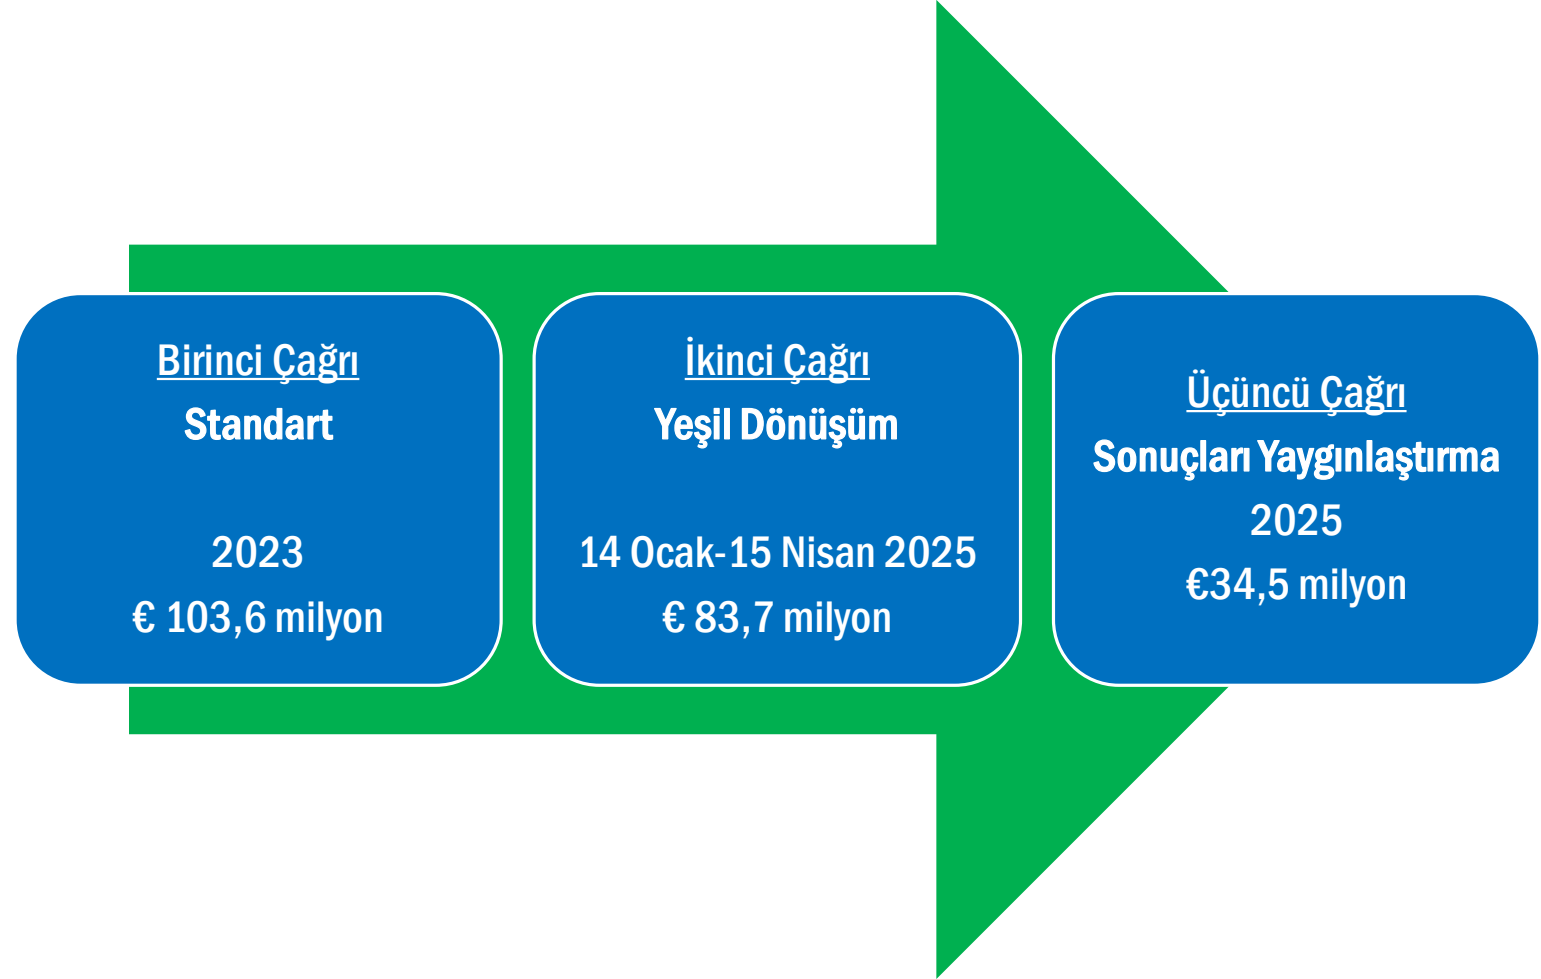 Birinci Çağrı
Standart
2023
€ 103,6 milyon
İkinci Çağrı
Yeşil Dönüşüm
14 Ocak-15 Nisan 2025
€ 83,7 milyon
Üçüncü Çağrı
Sonuçları Yaygınlaştırma
2025
€34,5 milyon